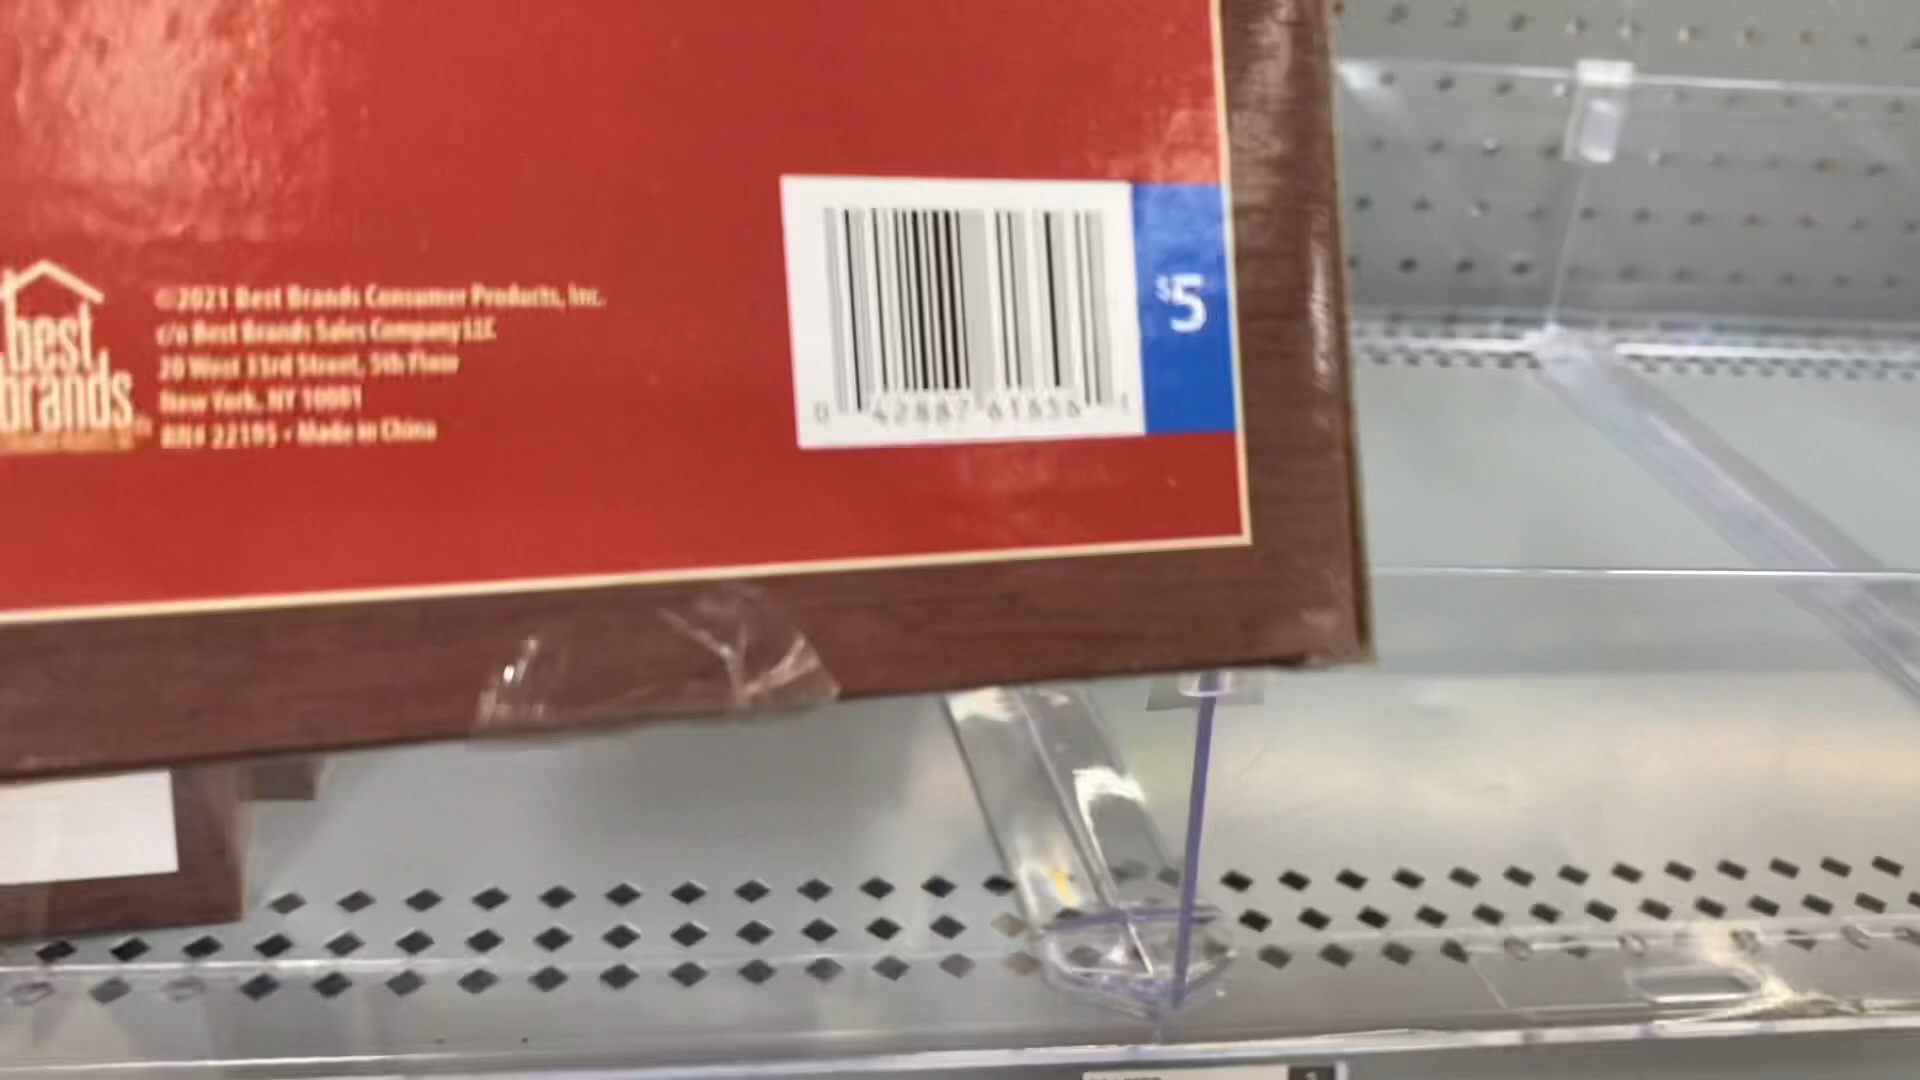 best brands
©2021 Best Brands Consumer Products, Inc.
c/o Best Brands Sales Company LLC
20 West 33rd Street, 5th Floor
New York, NY 10001
RN# 22195 • Made in China
$5